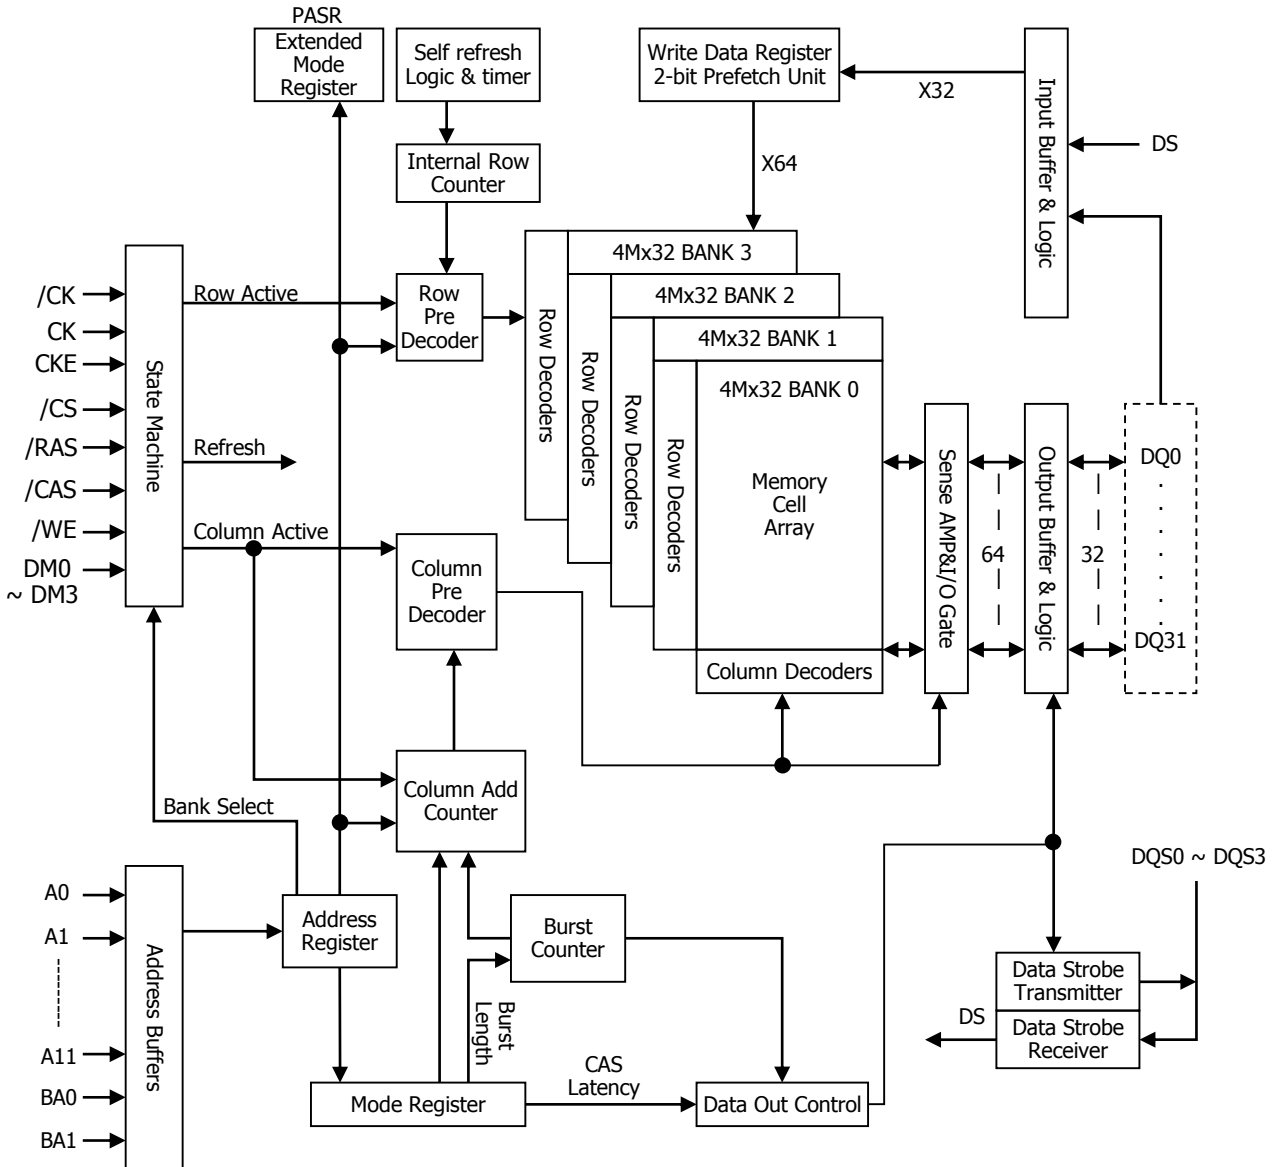 PASR
Extended
Mode
Register
Self refresh
Logic & timer
Write Data Register
2-bit Prefetch Unit
X32
Input Buffer & Logic
DS
Internal Row
Counter
X64
/CK
CK
CKE
/CS
/RAS
/CAS
/WE
DM0
~ DM3
State Machine
Row Active
Refresh
Column Active
Row
Pre
Decoder
Row Decoders
Row Decoders
Row Decoders
Row Decoders
4Mx32 BANK 3
4Mx32 BANK 2
4Mx32 BANK 1
4Mx32 BANK 0
Memory
Cell
Array
Sense AMP&I/O Gate
64
Output Buffer & Logic
32
DQ0
DQ31
Column
Pre
Decoder
Column Decoders
Column Add
Counter
Bank Select
A0
A1
A11
BA0
BA1
Address Buffers
Address
Register
Burst
Counter
Burst
Length
Mode Register
CAS
Latency
Data Out Control
DQS0 ~ DQS3
Data Strobe
Transmitter
DS
Data Strobe
Receiver